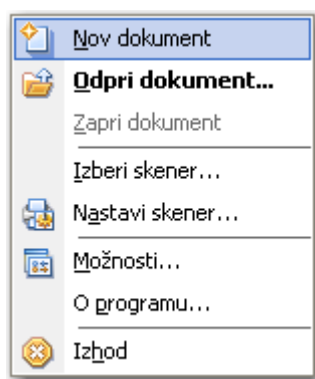 Nov dokument
Odpri dokument...
Zapri dokument
Izberi skener...
Nastavi skener...
Možnosti...
O programu...
Izhod